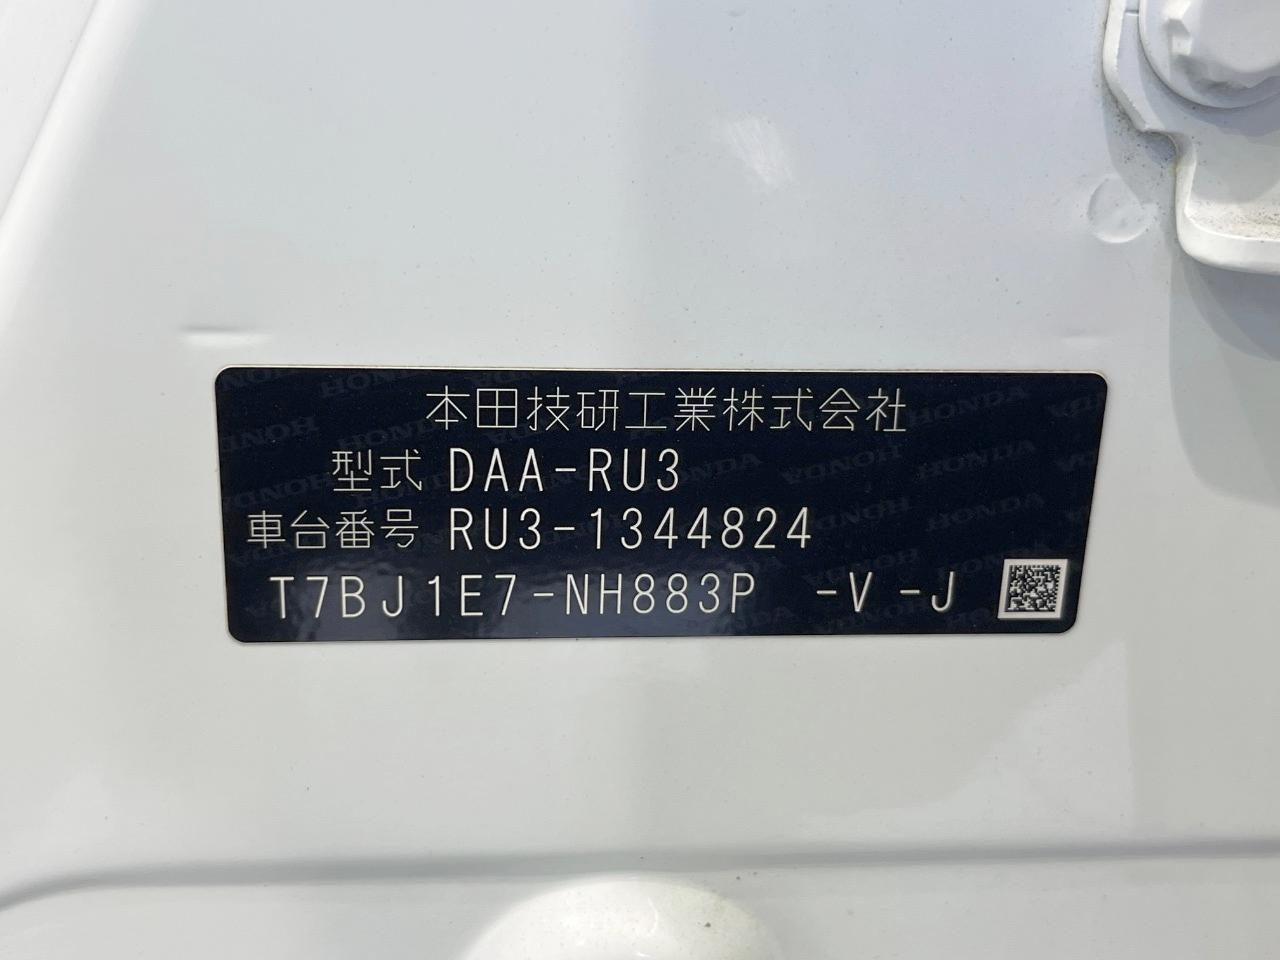 本田技研工業株式会社
型式 DAA-RU3
車台番号 RU3-1344824
T7BJ1E7-NH883P -V-J